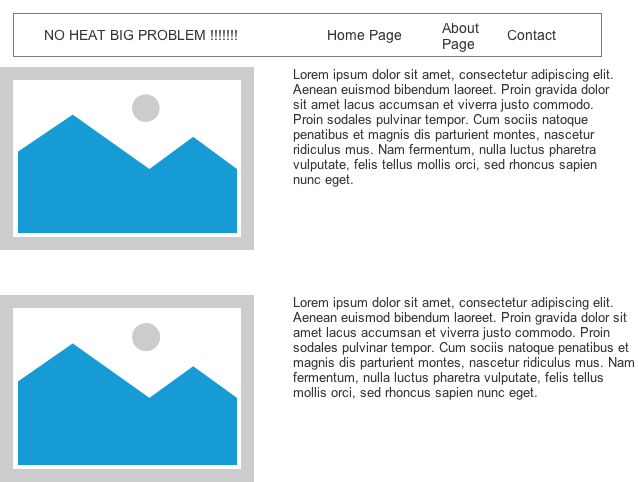 NO HEAT BIG PROBLEM !!!!!!!
Home Page
About
Page
Contact
Lorem ipsum dolor sit amet, consectetur adipiscing elit.
Aenean euismod bibendum laoreet. Proin gravida dolor
sit amet lacus accumsan et viverra justo commodo.
Proin sodales pulvinar tempor. Cum sociis natoque
penatibus et magnis dis parturient montes, nascetur
ridiculus mus. Nam fermentum, nulla luctus pharetra
vulputate, felis tellus mollis orci, sed rhoncus sapien
nunc eget.
Lorem ipsum dolor sit amet, consectetur adipiscing elit.
Aenean euismod bibendum laoreet. Proin gravida dolor sit
amet lacus accumsan et viverra justo commodo. Proin
sodales pulvinar tempor. Cum sociis natoque penatibus et
magnis dis parturient montes, nascetur ridiculus mus. Nam
fermentum, nulla luctus pharetra vulputate, felis tellus
mollis orci, sed rhoncus sapien nunc eget.